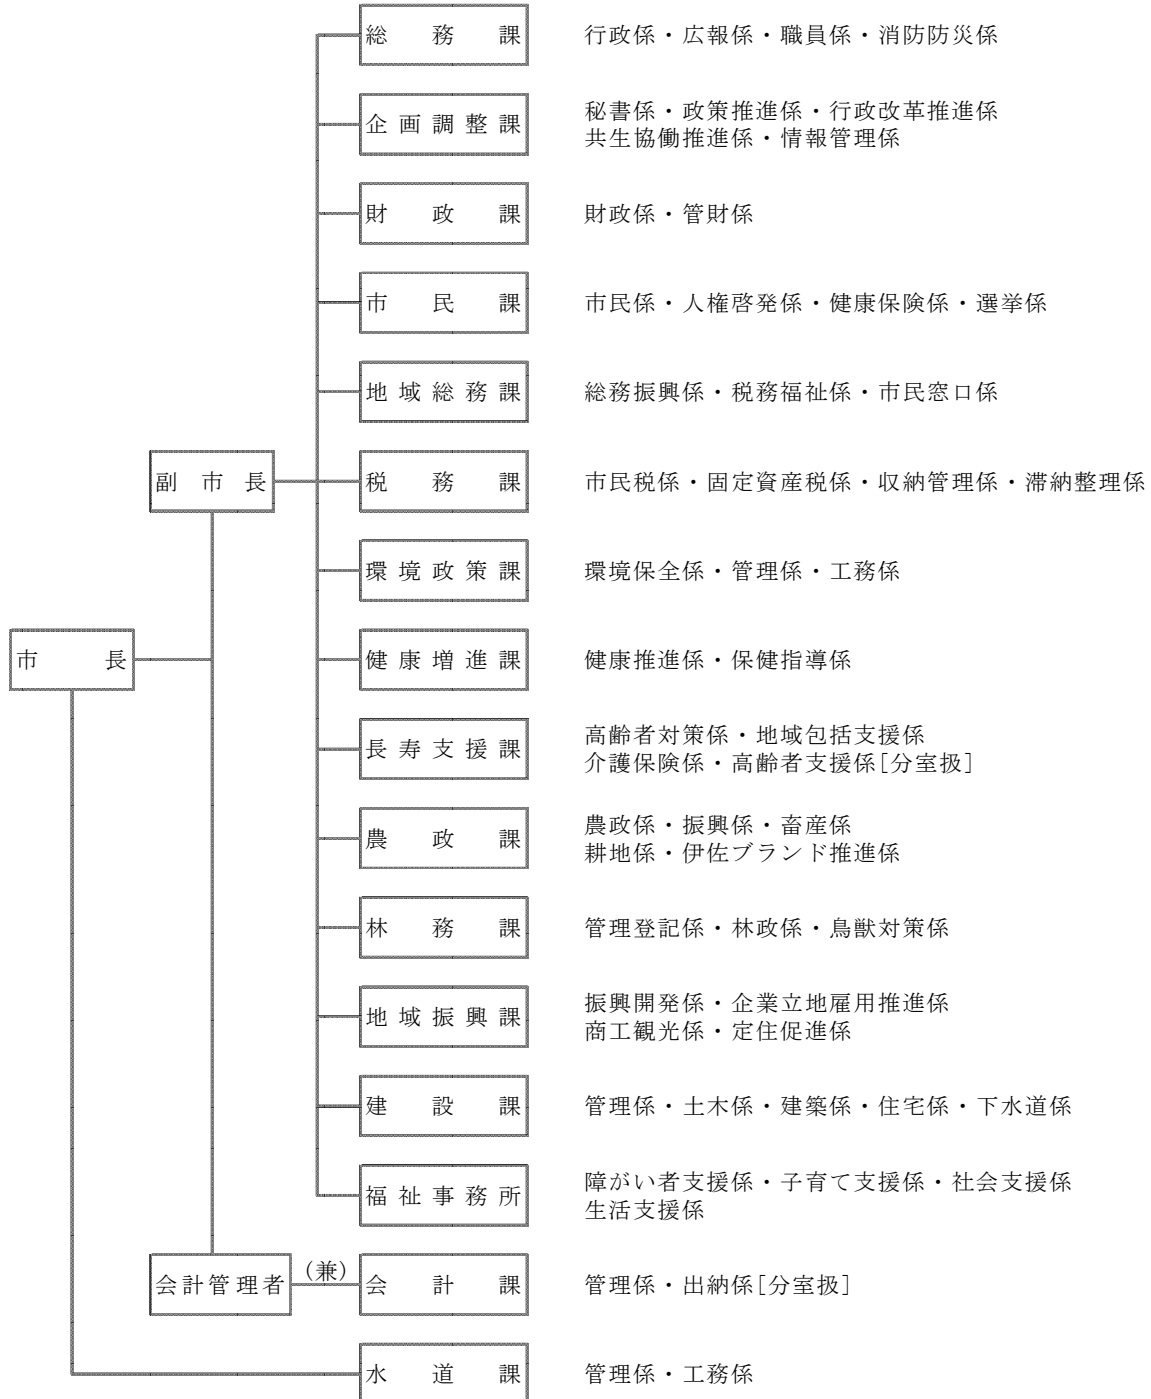 総務課 行政係・広報係・職員係・消防防災係
企画調整課 秘書係・政策推進係・行政改革推進係
共生協働推進係・情報管理係
財政課 財政係・管財係
市民課 市民係・人権啓発係・健康保険係・選挙係
地域総務課 総務振興係・税務福祉係・市民窓口係
副市長 税務課 市民税係・固定資産税係・収納管理係・滞納整理係
環境政策課 環境保全係・管理係・工務係
市長 健康増進課 健康推進係・保健指導係
長寿支援課 高齢者対策係・地域包括支援係
介護保険係・高齢者支援係[分室扱]
農政課 農政係・振興係・畜産係
耕地係・伊佐ブランド推進係
林務課 管理登記係・林政係・鳥獣対策係
地域振興課 振興開発係・企業立地雇用推進係
商工観光係・定住促進係
建設課 管理係・土木係・建築係・住宅係・下水道係
福祉事務所 障がい者支援係・子育て支援係・社会支援係
生活支援係
会計管理者 (兼) 会計課 管理係・出納係[分室扱]
水道課 管理係・工務係